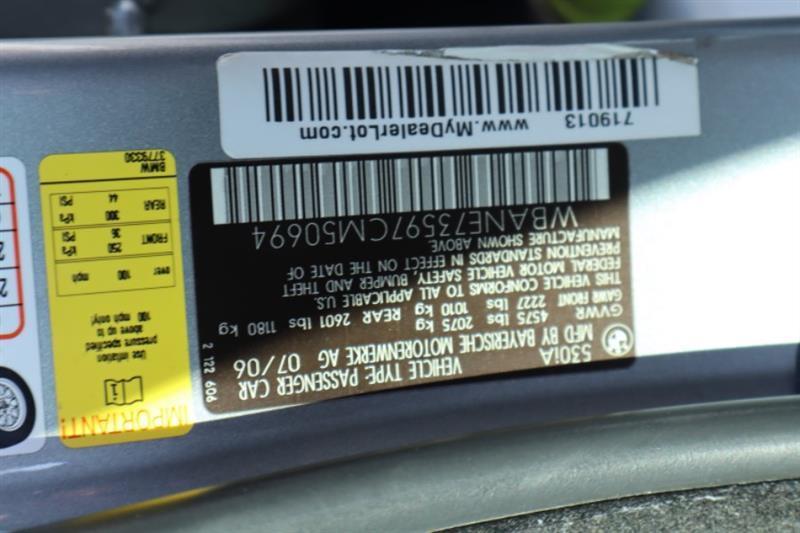 VEHICLE TYPE: PASSENGER CAR
530iA
MFD BY BAYERISCHE MOTORENWERKE AG 07/06
GVWR 4575 lbs 2075 kg
GAWR FRONT 2227 lbs 1010 kg REAR 2601 lbs 1180 kg
THIS VEHICLE CONFORMS TO ALL APPLICABLE U.S.
FEDERAL MOTOR VEHICLE SAFETY, BUMPER AND THEFT
PREVENTION STANDARDS IN EFFECT ON THE DATE OF
MANUFACTURE SHOWN ABOVE.
WBANE73597CM50694
2 122 606
719013
www.MyDealerLot.com
IMPORTANT!
Use inflation
pressure specified
above up to
100 mph only!
over 100 mph
FRONT 250 36
kPa PSI
REAR 300 44
kPa PSI
BMW
3779330